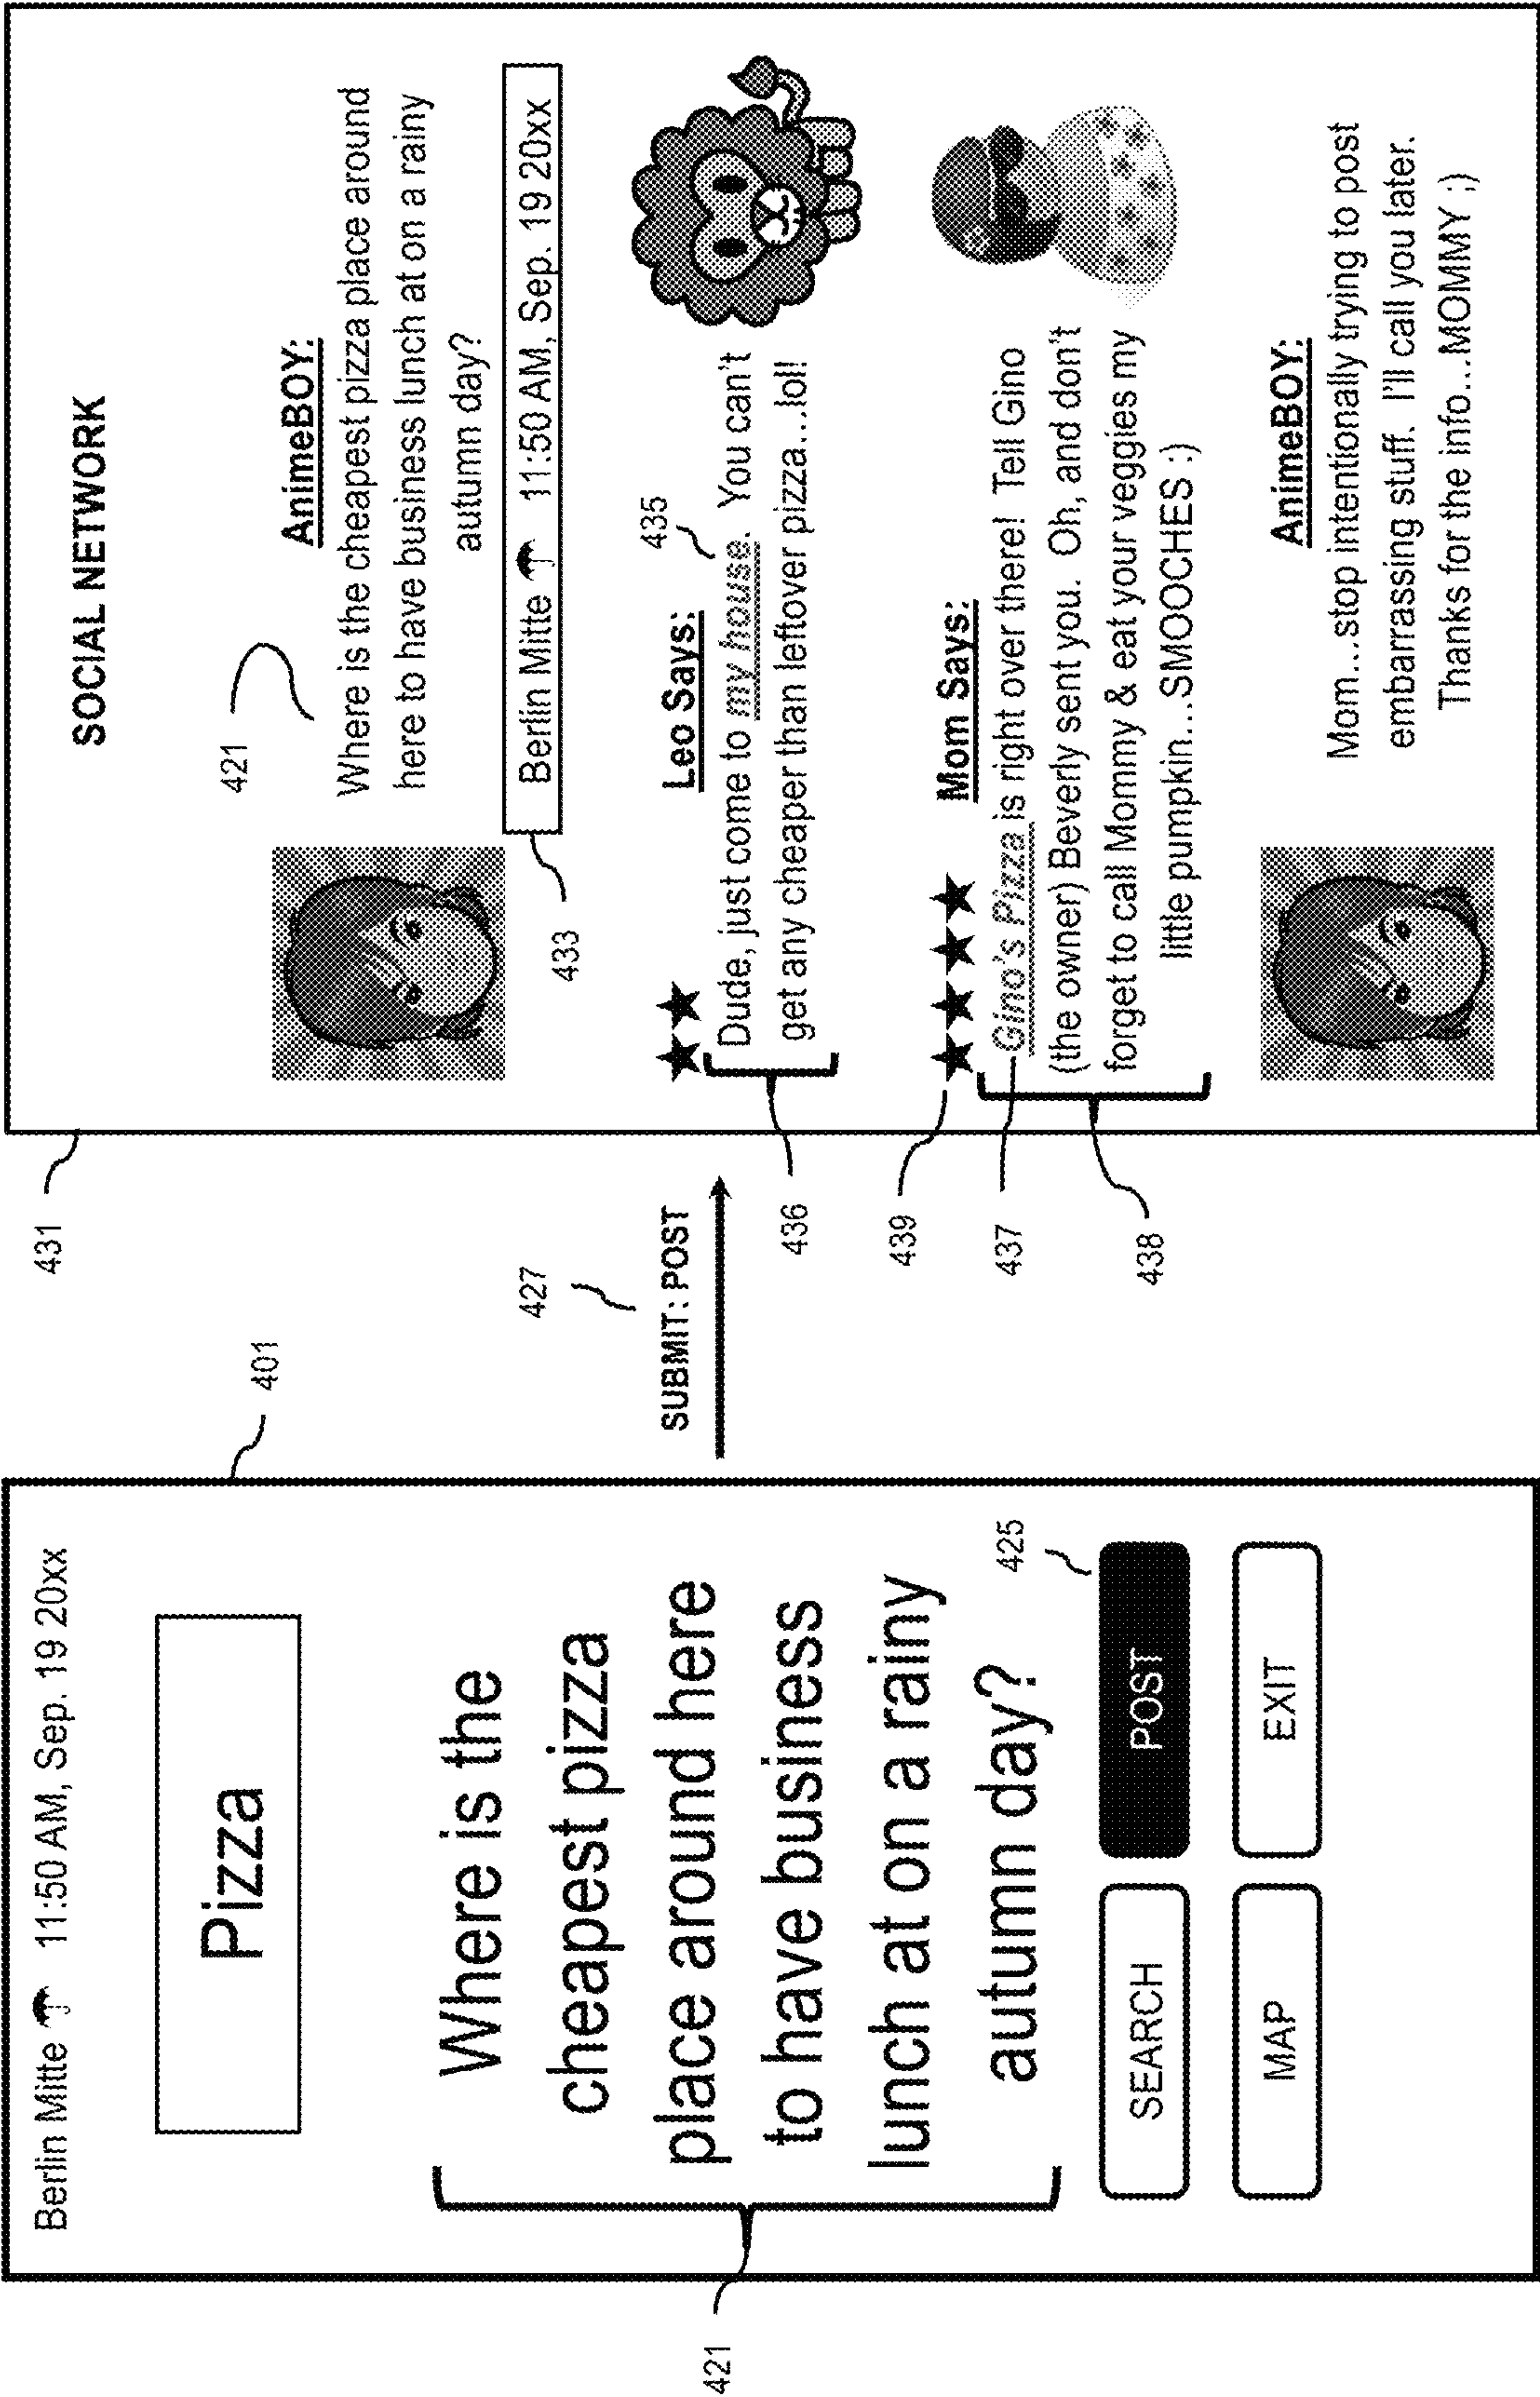 401
Berlin Mitte 11:50 AM, Sep. 19 20xx
Pizza
Where is the
cheapest pizza
place around here
to have business
lunch at on a rainy
autumn day?
421
425
SEARCH
POST
MAP
EXIT
427
SUBMIT: POST
431
SOCIAL NETWORK
421
AnimeBOY:
Where is the cheapest pizza place around
here to have business lunch at on a rainy
autumn day?
Berlin Mitte 11:50 AM, Sep. 19 20xx
433
Leo Says:
435
Dude, just come to my house. You can't
get any cheaper than leftover pizza...lol!
436
Mom Says:
439
437
Gino's Pizza is right over there! Tell Gino
(the owner) Beverly sent you. Oh, and don't
forget to call Mommy & eat your veggies my
little pumpkin...SMOOCHES :)
438
AnimeBOY:
Mom...stop intentionally trying to post
embarrassing stuff. I'll call you later.
Thanks for the info...MOMMY ;)